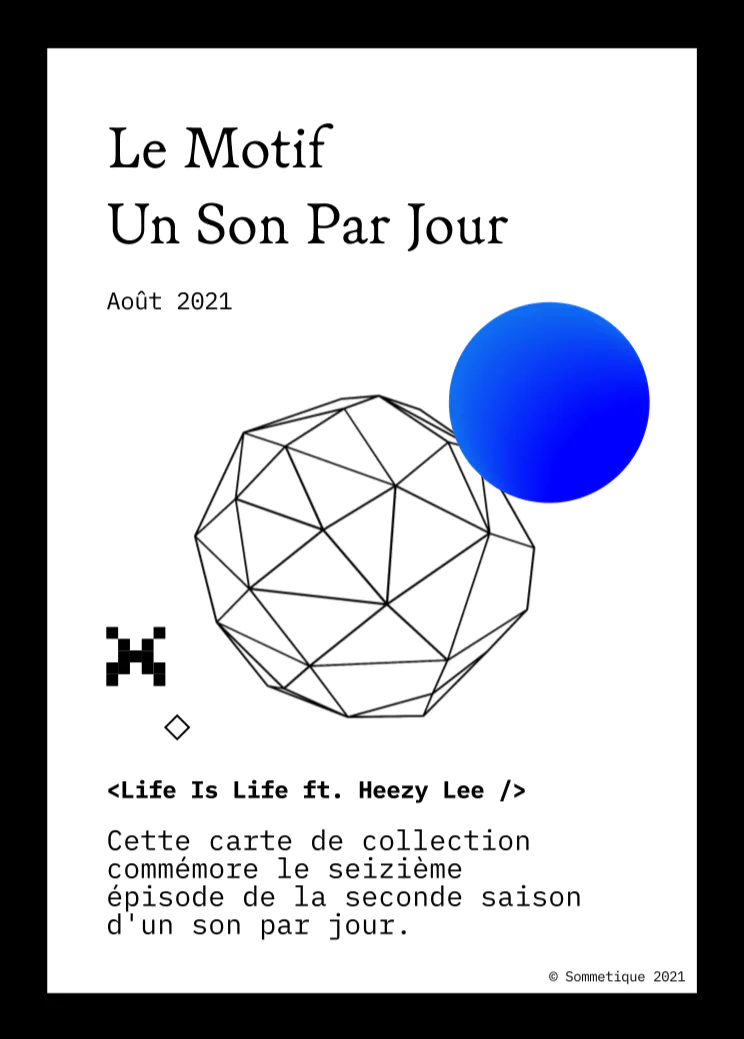 Le Motif
Un Son Par Jour
Août 2021
<Life Is Life ft. Heezy Lee />
Cette carte de collection
commémore le seizième
épisode de la seconde saison
d'un son par jour.
© Sommetique 2021